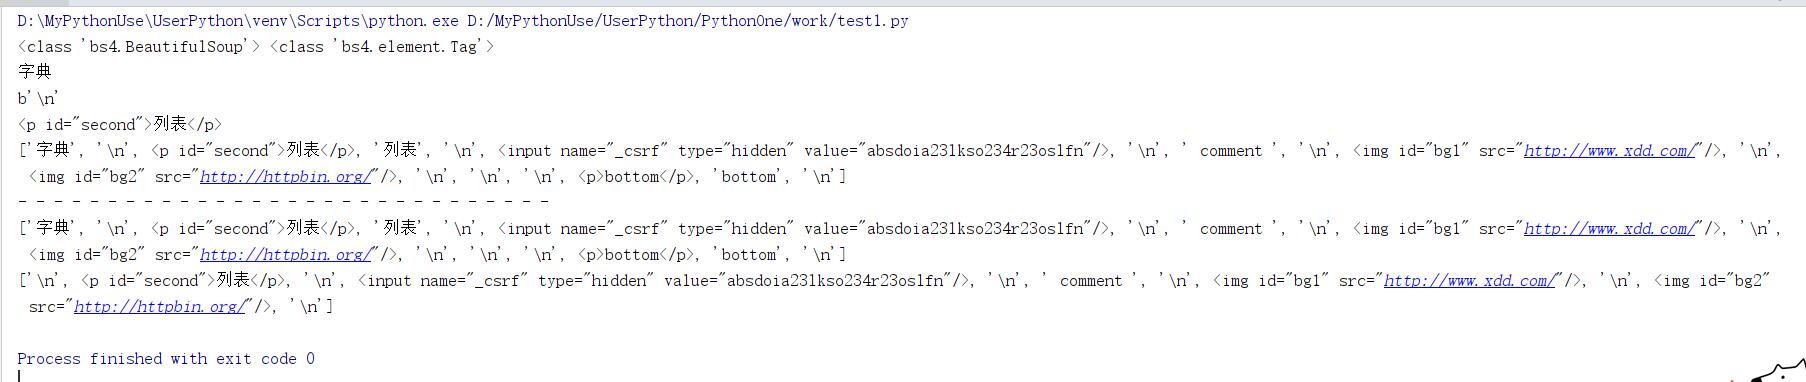 D:\MyPythonUse\UserPython\venv\Scripts\python.exe D:/MyPythonUse/UserPython/PythonOne/work/test1.py
<class 'bs4.BeautifulSoup'> <class 'bs4.element.Tag'>
字典
b'\n'
<p id="second">列表</p>
['字典', '\n', <p id="second">列表</p>, '列表', '\n', <input name="_csrf" type="hidden" value="absdoia23lkso234r23oslfn"/>, '\n', ' comment ', '\n', <img id="bg1" src="http://www.xdd.com/"/>, '\n',
<img id="bg2" src="http://httpbin.org/"/>, '\n', '\n', '\n', <p>bottom</p>, 'bottom', '\n']
- - - - - - - - - - - - - - - - - - - - - - - - - - - - - -
['字典', '\n', <p id="second">列表</p>, '列表', '\n', <input name="_csrf" type="hidden" value="absdoia23lkso234r23oslfn"/>, '\n', ' comment ', '\n', <img id="bg1" src="http://www.xdd.com/"/>, '\n',
<img id="bg2" src="http://httpbin.org/"/>, '\n', '\n', '\n', <p>bottom</p>, 'bottom', '\n']
['\n', <p id="second">列表</p>, '\n', <input name="_csrf" type="hidden" value="absdoia23lkso234r23oslfn"/>, '\n', ' comment ', '\n', <img id="bg1" src="http://www.xdd.com/"/>, '\n', <img id="bg2"
src="http://httpbin.org/"/>, '\n']
Process finished with exit code 0